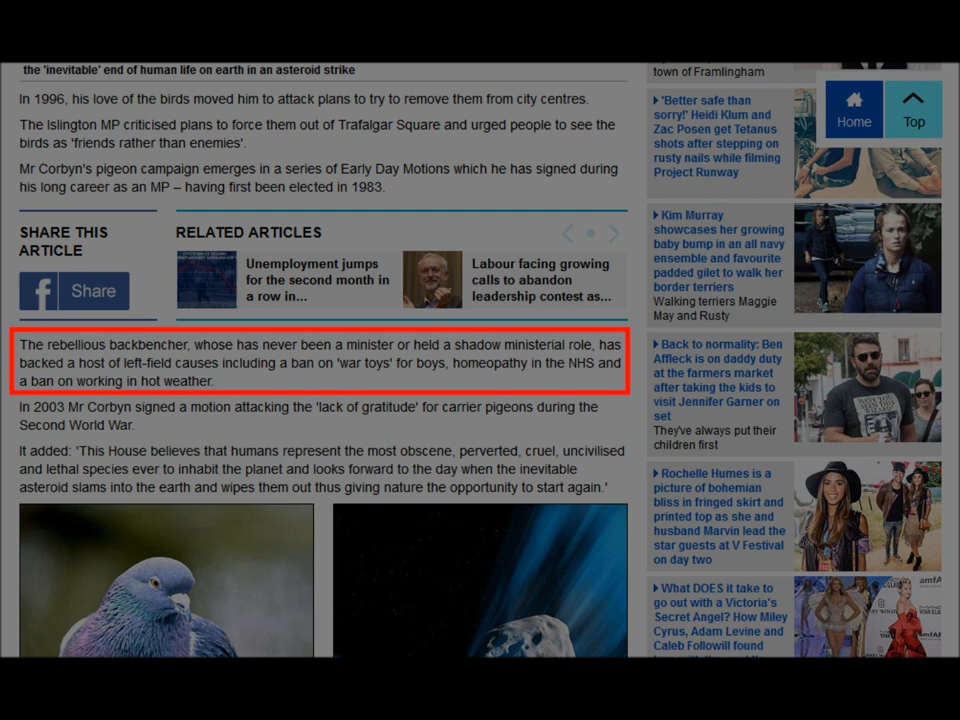 the 'inevitable' end of human life on earth in an asteroid strike
In 1996, his love of the birds moved him to attack plans to try to remove them from city centres.
The Islington MP criticised plans to force them out of Trafalgar Square and urged people to see the
birds as 'friends rather than enemies'.
Mr Corbyn's pigeon campaign emerges in a series of Early Day Motions which he has signed during
his long career as an MP – having first been elected in 1983.
SHARE THIS
ARTICLE
f Share
RELATED ARTICLES
Unemployment jumps
for the second month in
a row in...
Labour facing growing
calls to abandon
leadership contest as...
The rebellious backbencher, whose has never been a minister or held a shadow ministerial role, has
backed a host of left-field causes including a ban on 'war toys' for boys, homeopathy in the NHS and
a ban on working in hot weather.
In 2003 Mr Corbyn signed a motion attacking the 'lack of gratitude' for carrier pigeons during the
Second World War.
It added: 'This House believes that humans represent the most obscene, perverted, cruel, uncivilised
and lethal species ever to inhabit the planet and looks forward to the day when the inevitable
asteroid slams into the earth and wipes them out thus giving nature the opportunity to start again.'
town of Framlingham
Home
Top
'Better safe than
sorry!' Heidi Klum and
Zac Posen get Tetanus
shots after stepping on
rusty nails while filming
Project Runway
Kim Murray
showcases her growing
baby bump in an all navy
ensemble and favourite
padded gilet to walk her
border terriers
Walking terriers Maggie
May and Rusty
Back to normality: Ben
Affleck is on daddy duty
at the farmers market
after taking the kids to
visit Jennifer Garner on
set
They've always put their
children first
Rochelle Humes is a
picture of bohemian
bliss in fringed skirt and
printed top as she and
husband Marvin lead the
star guests at V Festival
on day two
What DOES it take to
go out with a Victoria's
Secret Angel? How Miley
Cyrus, Adam Levine and
Caleb Followill found